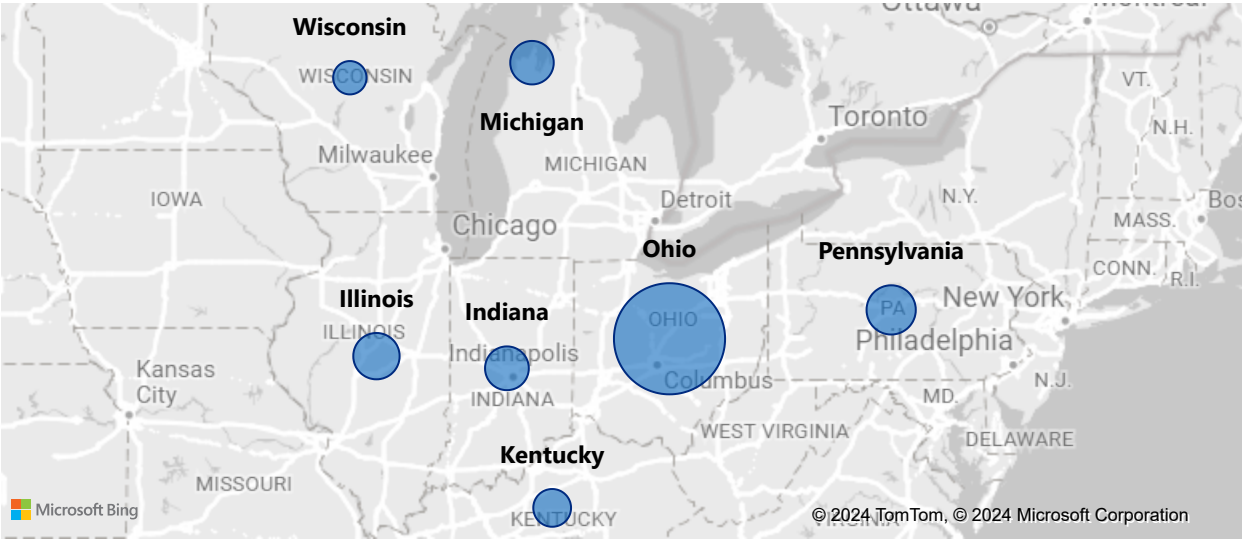 Ottawa
Montreal
Wisconsin
WISCONSIN
Michigan
VT.
Toronto
N.H.
Milwaukee
MICHIGAN
IOWA
Detroit
N.Y.
Bos
Chicago
MASS.
Ohio
Pennsylvania
CONN.
R.I.
Illinois
Indiana
New York
PA
ILLINOIS
OHIO
Philadelphia
Indianapolis
Kansas
City
Columbus
N.J.
INDIANA
MD.
WEST VIRGINIA
DELAWARE
Kentucky
MISSOURI
Microsoft Bing
KENTUCKY
VIRGINIA
© 2024 TomTom, © 2024 Microsoft Corporation